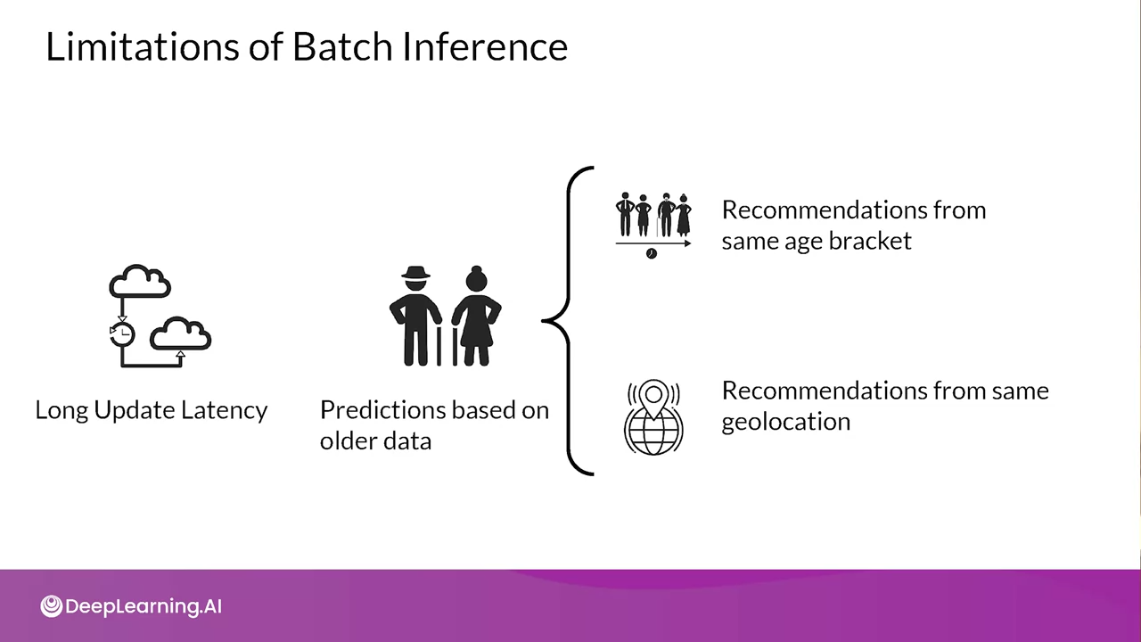 Limitations of Batch Inference
Recommendations from
same age bracket
Long Update Latency
Predictions based on
older data
Recommendations from same
geolocation
DeepLearning.AI